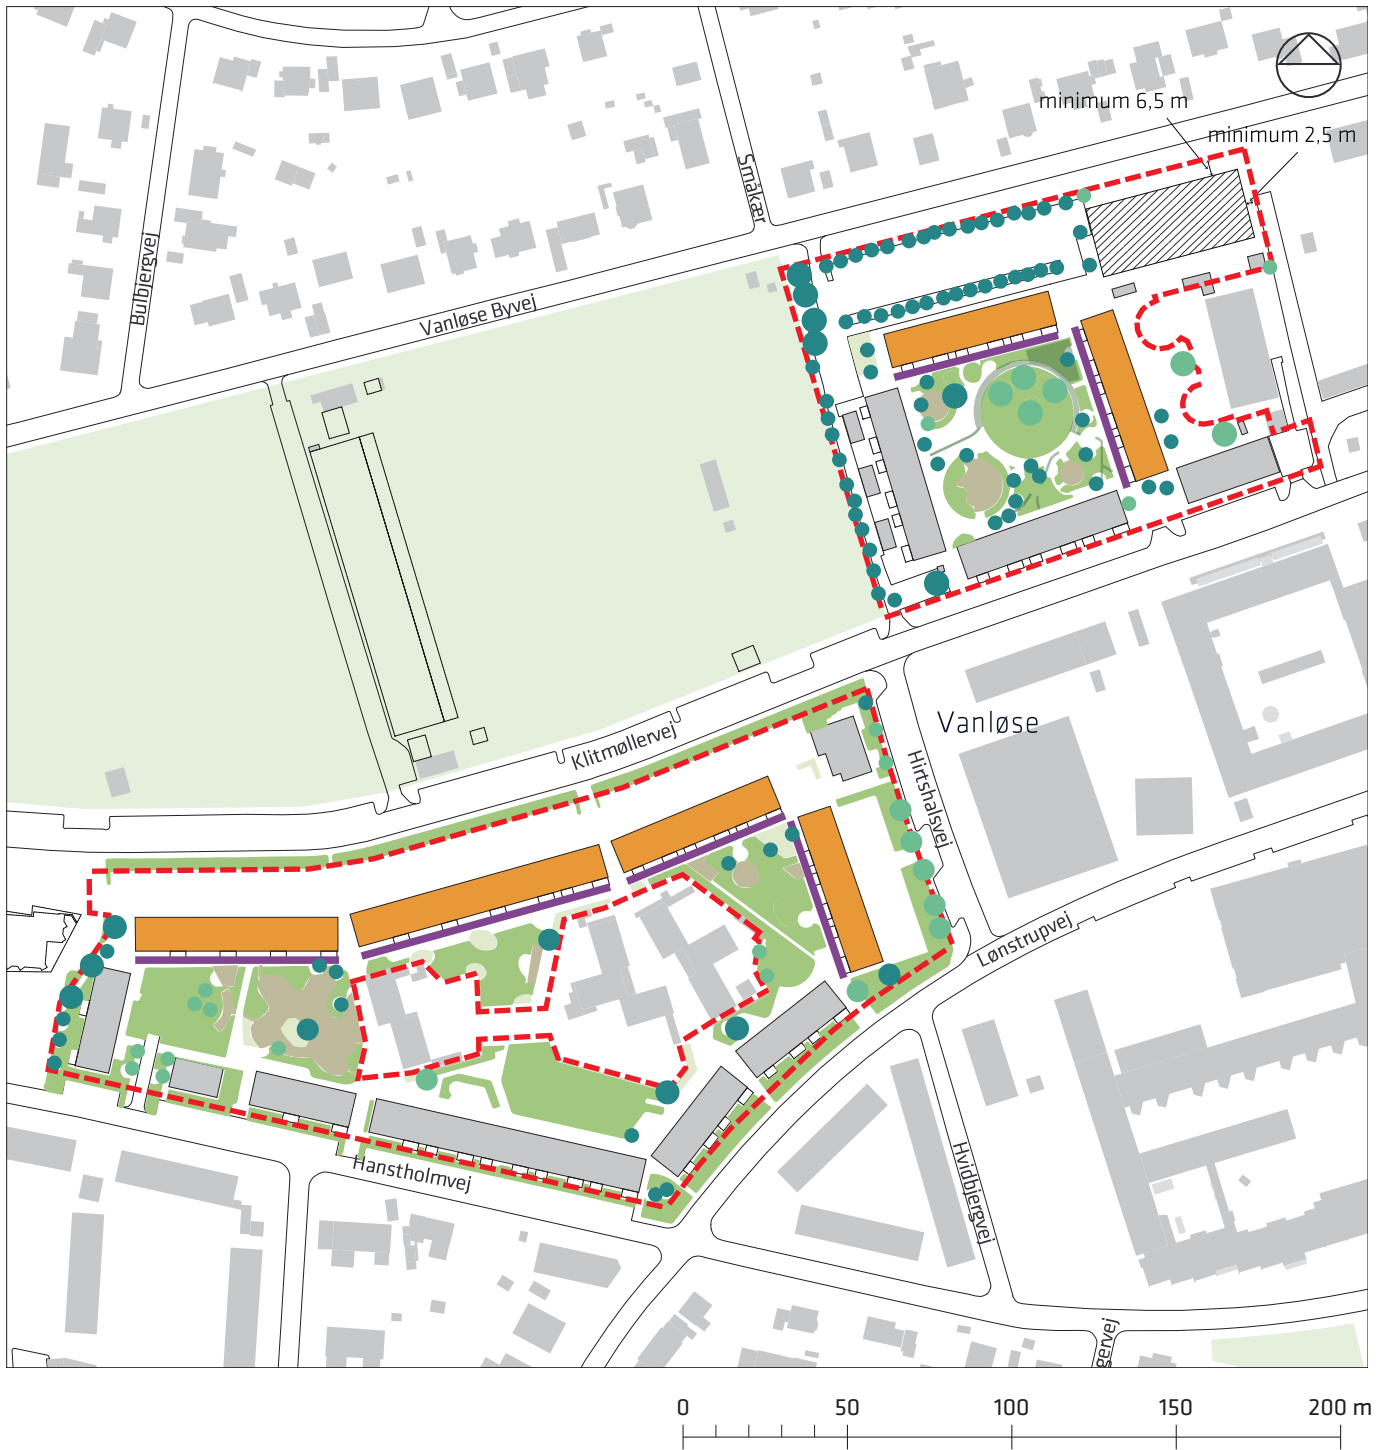 minimum 6,5 m
minimum 2,5 m
Småkær
Bulbjergvej
Vanløse Byvej
Vanløse
Klitmøllervej
Hirtshalsvej
Lønstrupvej
Hanstholmvej
Hvidbjergvej
gervej
0 50 100 150 200 m